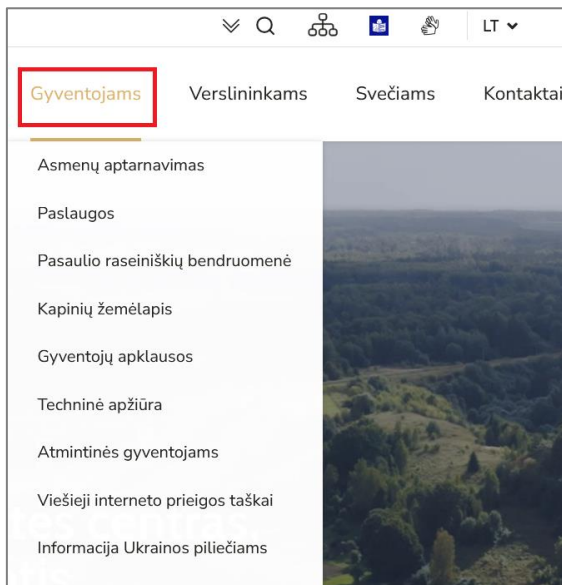 LT
Gyventojams Verslininkams Svečiams Kontaktai
Asmenų aptarnavimas
Paslaugos
Pasaulio raseiniškių bendruomenė
Kapinių žemėlapis
Gyventojų apklausos
Techninė apžiūra
Atmintinės gyventojams
Viešieji interneto prieigos taškai
Informacija Ukrainos piliečiams